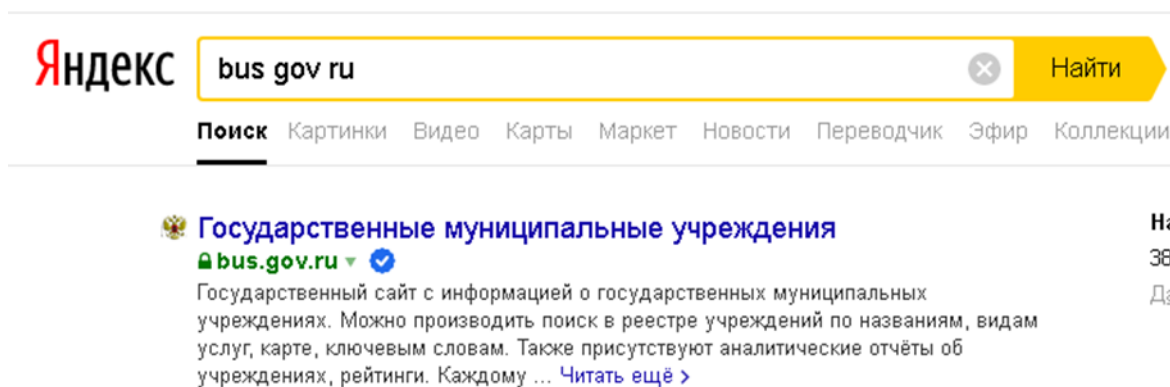 Яндекс
bus gov ru
Найти
Поиск Картинки Видео Карты Маркет Новости Переводчик Эфир Коллекции
Государственные муниципальные учреждения
bus.gov.ru
Государственный сайт с информацией о государственных муниципальных
учреждениях. Можно производить поиск в реестре учреждений по названиям, видам
услуг, карте, ключевым словам. Также присутствуют аналитические отчёты об
учреждениях, рейтинги. Каждому ... Читать ещё >
38